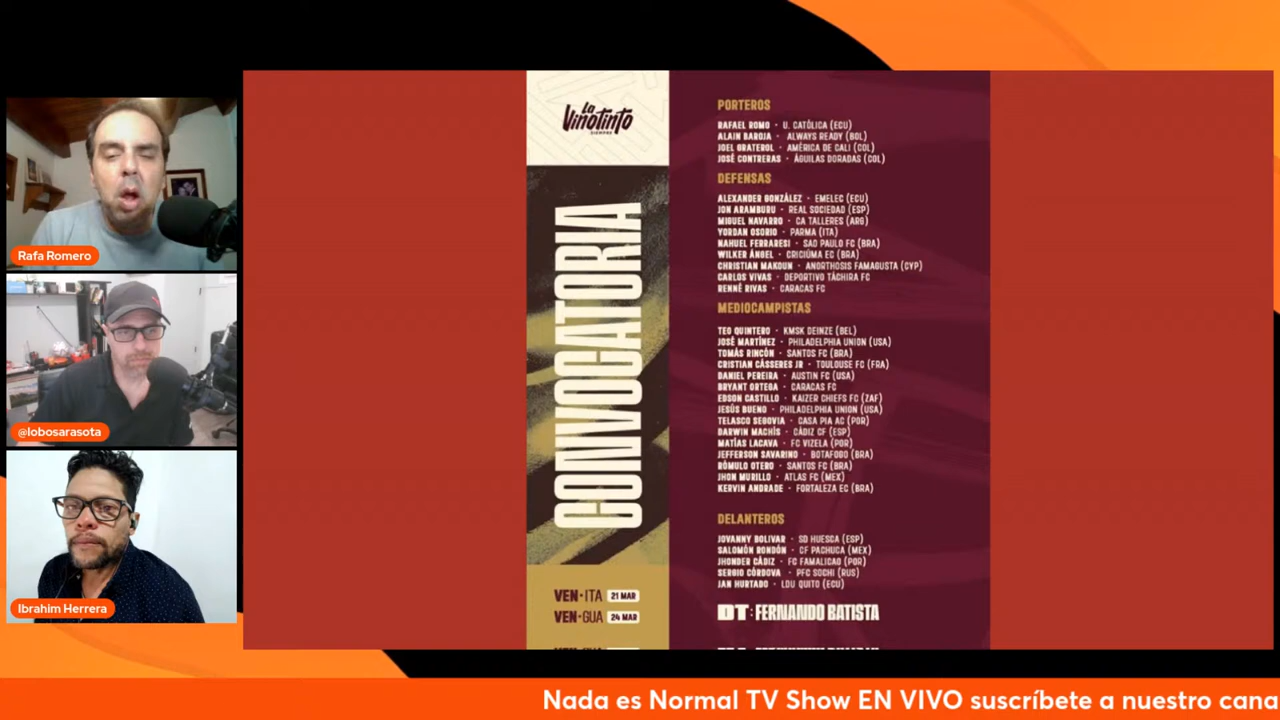 Rafa Romero
@lobosarasota
Ibrahim Herrera
La
Vinotinto
SIEMPRE
CONVOCATORIA
VEN·ITA 21 MAR
VEN·GUA 24 MAR
PORTEROS
RAFAEL ROMO · U. CATÓLICA (ECU)
ALAIN BAROJA · ALWAYS READY (BOL)
JOEL GRATEROL · AMÉRICA DE CALI (COL)
JOSÉ CONTRERAS · ÁGUILAS DORADAS (COL)
DEFENSAS
ALEXANDER GONZÁLEZ · EMELEC (ECU)
JON ARAMBURU · REAL SOCIEDAD (ESP)
MIGUEL NAVARRO · CA TALLERES (ARG)
YORDAN OSORIO · PARMA (ITA)
NAHUEL FERRARESI · SAO PAULO FC (BRA)
WILKER ÁNGEL · CRICIÚMA EC (BRA)
CHRISTIAN MAKOUN · ANORTHOSIS FAMAGUSTA (CYP)
CARLOS VIVAS · DEPORTIVO TÁCHIRA FC
RENNÉ RIVAS · CARACAS FC
MEDIOCAMPISTAS
TEO QUINTERO · KMSK DEINZE (BEL)
JOSÉ MARTÍNEZ · PHILADELPHIA UNION (USA)
TOMÁS RINCÓN · SANTOS FC (BRA)
CRISTIAN CÁSSERES JR · TOULOUSE FC (FRA)
DANIEL PEREIRA · AUSTIN FC (USA)
BRYANT ORTEGA · CARACAS FC
EDSON CASTILLO · KAIZER CHIEFS FC (ZAF)
JESÚS BUENO · PHILADELPHIA UNION (USA)
TELASCO SEGOVIA · CASA PIA AC (POR)
DARWIN MACHÍS · CÁDIZ CF (ESP)
MATÍAS LACAVA · FC VIZELA (POR)
JEFFERSON SAVARINO · BOTAFOGO (BRA)
RÓMULO OTERO · SANTOS FC (BRA)
JHON MURILLO · ATLAS FC (MEX)
KERVIN ANDRADE · FORTALEZA EC (BRA)
DELANTEROS
JOVANNY BOLIVAR · SD HUESCA (ESP)
SALOMÓN RONDÓN · CF PACHUCA (MEX)
JHONDER CÁDIZ · FC FAMALICAO (POR)
SERGIO CÓRDOVA · PFC SOCHI (RUS)
JAN HURTADO · LDU QUITO (ECU)
DT: FERNANDO BATISTA
Nada es Normal TV Show EN VIVO suscríbete a nuestro cana